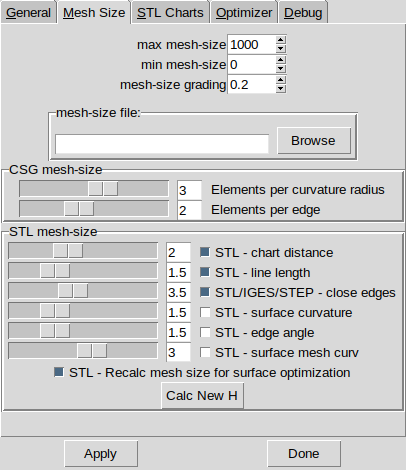 General Mesh Size STL Charts Optimizer Debug
max mesh-size 1000
min mesh-size 0
mesh-size grading 0.2
mesh-size file:
Browse
CSG mesh-size
3 Elements per curvature radius
2 Elements per edge
STL mesh-size
2 STL - chart distance
1.5 STL - line length
3.5 STL/IGES/STEP - close edges
1.5 STL - surface curvature
1.5 STL - edge angle
3 STL - surface mesh curv
STL - Recalc mesh size for surface optimization
Calc New H
Apply Done